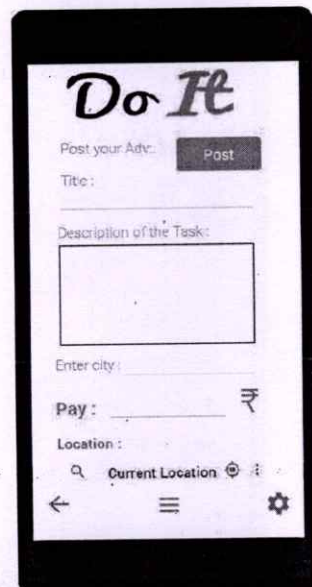 Do It
Post your Adv:
Post
Title :
Description of the Task :
Enter city :
Pay : ₹
Location :
Current Location